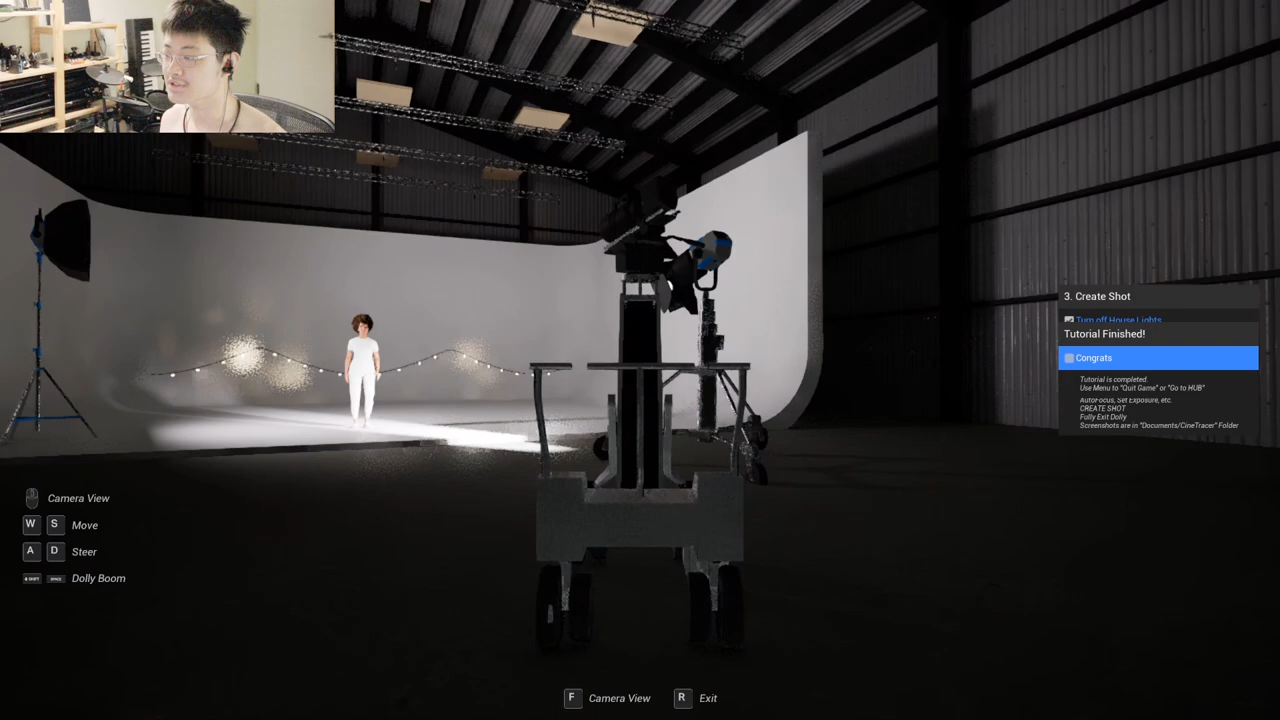 3. Create Shot
Turn off House Lights
Tutorial Finished!
Congrats
Tutorial is completed.
Use Menu to "Quit Game" or "Go to HUB"
AutoFocus, Set Exposure, etc.
CREATE SHOT
Fully Exit Dolly
Screenshots are in "Documents/CineTracer" Folder
Camera View
W S Move
A D Steer
SHIFT SPACE Dolly Boom
F Camera View R Exit